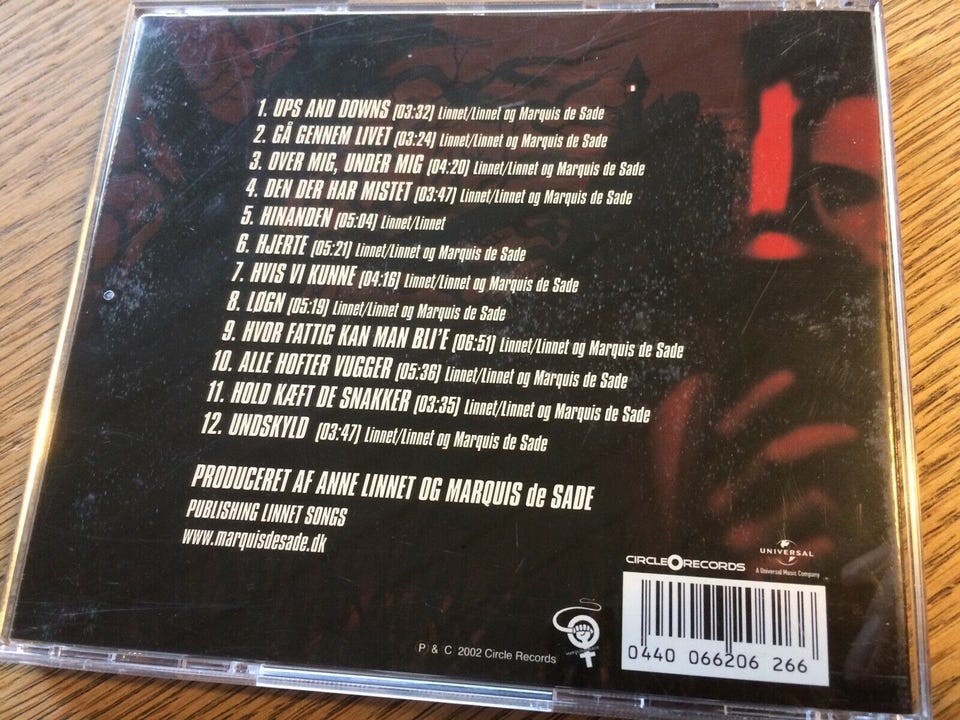 1. UPS AND DOWNS [03:32] Linnet/Linnet og Marquis de Sade
2. GÅ GENNEM LIVET [03:24] Linnet/Linnet og Marquis de Sade
3. OVER MIG, UNDER MIG [04:20] Linnet/Linnet og Marquis de Sade
4. DEN DER HAR MISTET [03:47] Linnet/Linnet og Marquis de Sade
5. HINANDEN [05:04] Linnet/Linnet
6. HJERTE [05:21] Linnet/Linnet og Marquis de Sade
7. HVIS VI KUNNE [04:16] Linnet/Linnet og Marquis de Sade
8. LØGN [05:19] Linnet/Linnet og Marquis de Sade
9. HVOR FATTIG KAN MAN BLI'E [06:51] Linnet/Linnet og Marquis de Sade
10. ALLE HOFTER VUGGER [05:36] Linnet/Linnet og Marquis de Sade
11. HOLD KÆFT DE SNAKKER [03:35] Linnet/Linnet og Marquis de Sade
12. UNDSKYLD [03:47] Linnet/Linnet og Marquis de Sade
PRODUCERET AF ANNE LINNET OG MARQUIS de SADE
PUBLISHING LINNET SONGS
www.marquisdesade.dk
CIRCLE RECORDS
UNIVERSAL
A Universal Music Company
Ⓟ & Ⓒ 2002 Circle Records
0440 066206 266